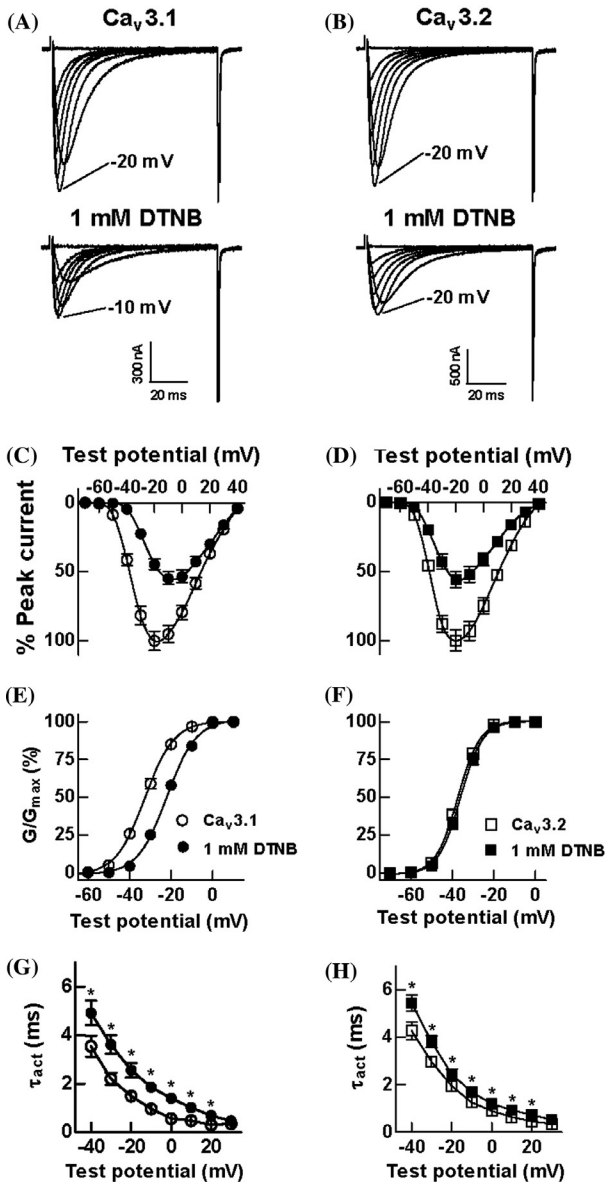 (A) Cav3.1 (B) Cav3.2
-20 mV -20 mV
1 mM DTNB 1 mM DTNB
-10 mV -20 mV
300 nA 500 nA
20 ms 20 ms
(C) Test potential (mV) (D) Test potential (mV)
-60 -40 -20 0 20 40 -60 -40 -20 0 20 40
% Peak current
0 0
50 50
100 100
(E) (F)
G/Gmax (%)
100 100
75 75
50 50
25 25
0 0
Cav3.1 Cav3.2
1 mM DTNB 1 mM DTNB
-60 -40 -20 0 -60 -40 -20 0
Test potential (mV) Test potential (mV)
(G) (H)
τact (ms) τact (ms)
6 6
4 4
2 2
0 0
* * * * * * * * * * * * * *
-40 -20 0 20 -40 -20 0 20
Test potential (mV) Test potential (mV)